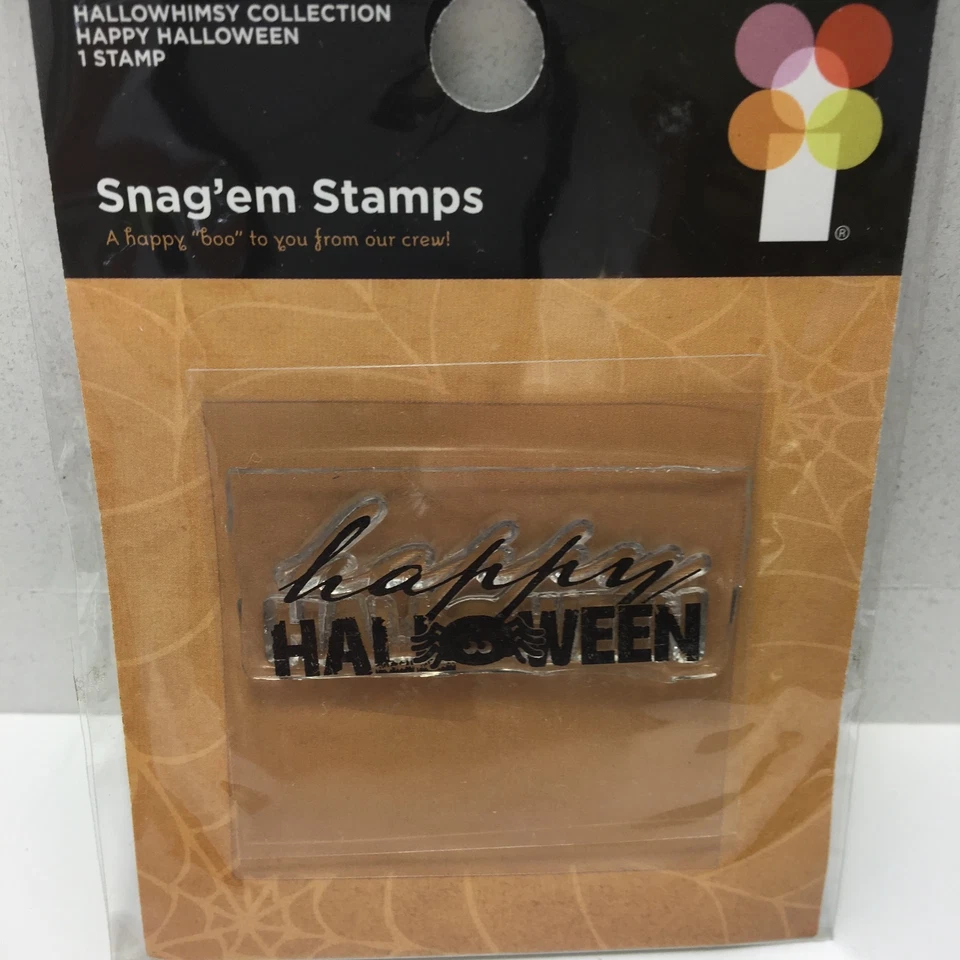 HALLOWHIMSY COLLECTION
HAPPY HALLOWEEN
1 STAMP
Snag'em Stamps
A happy "boo" to you from our crew!
®
happy
HALLOWEEN